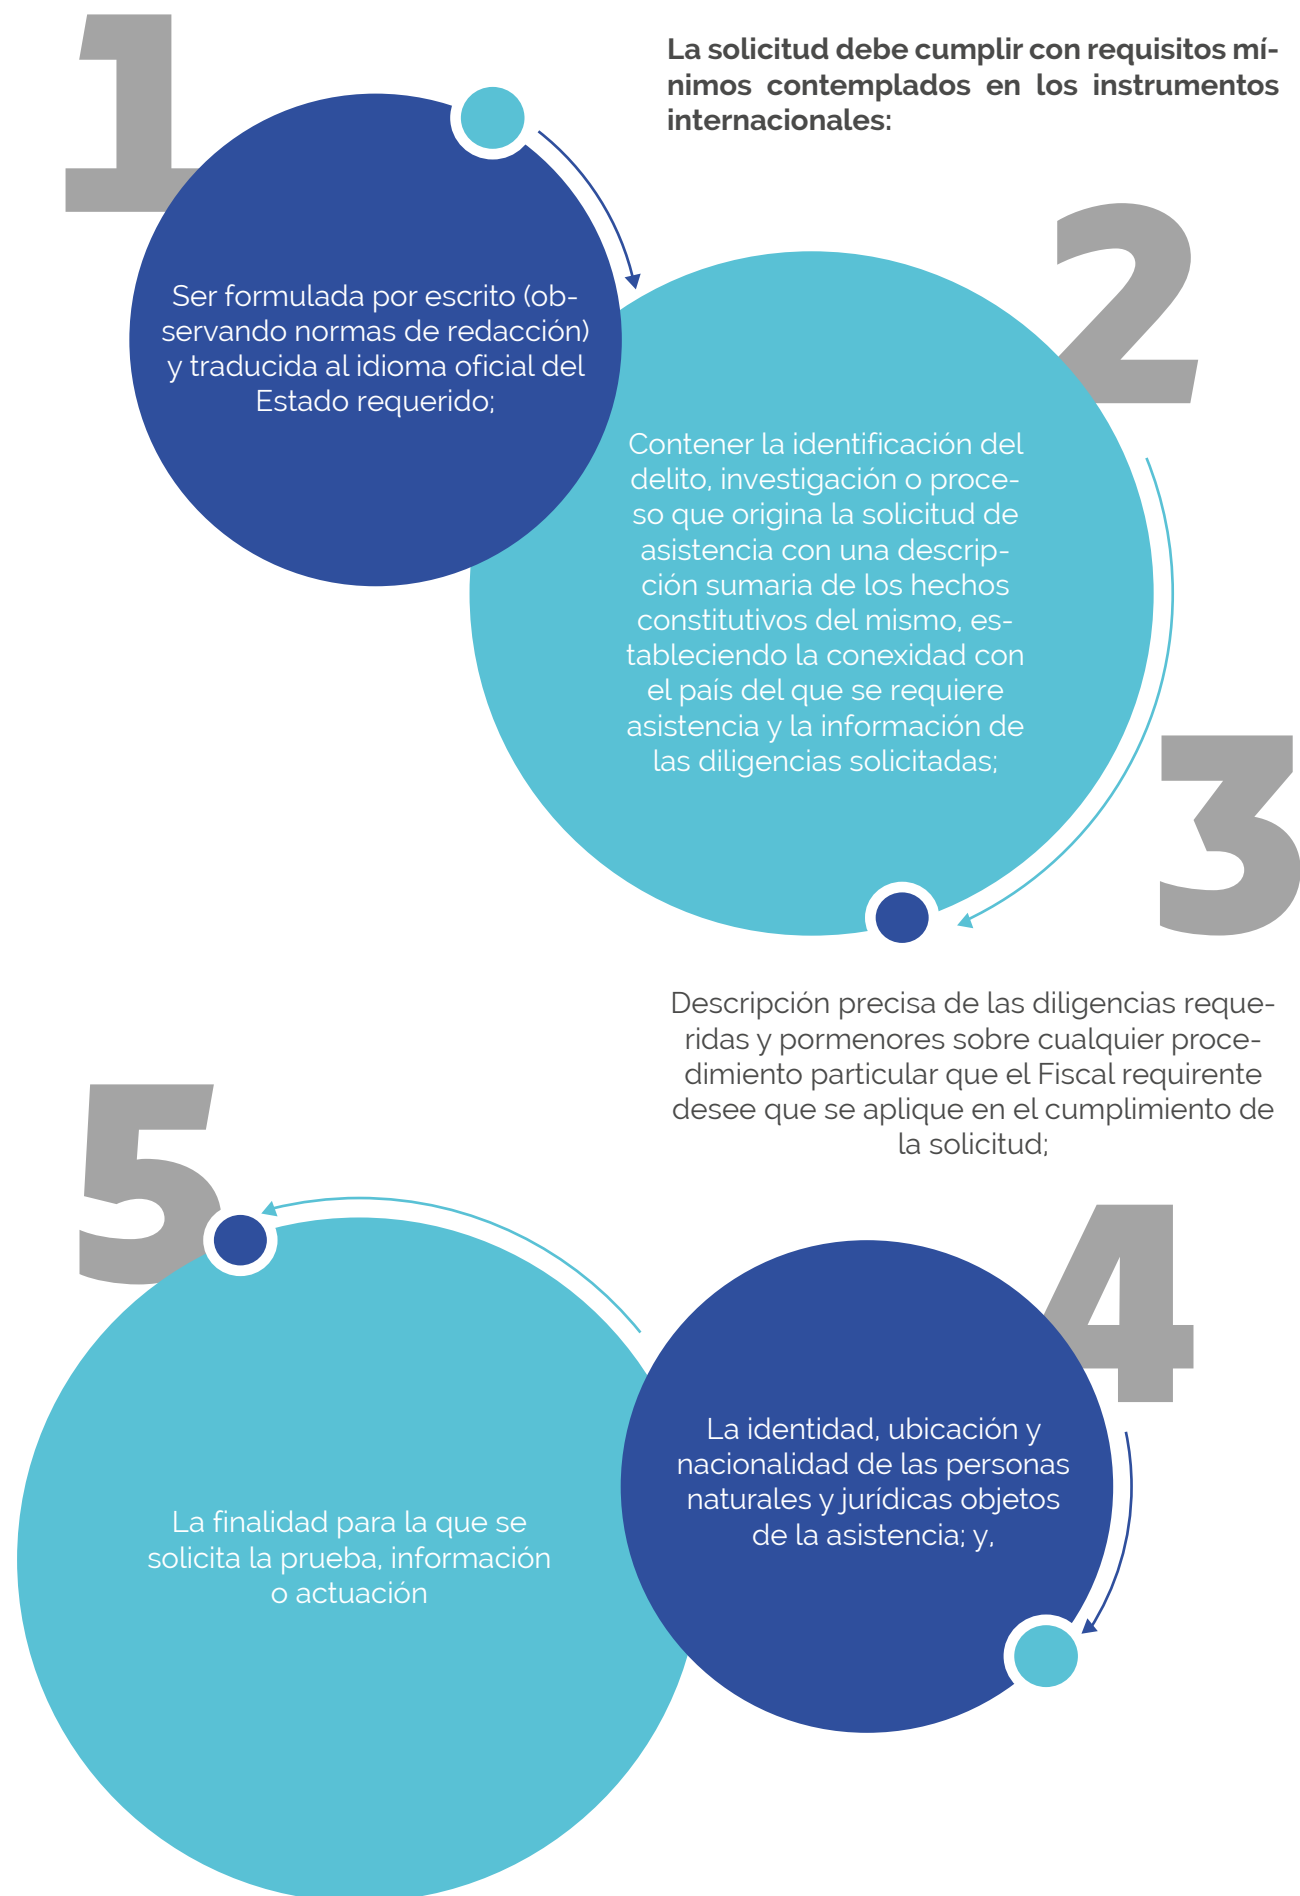 La solicitud debe cumplir con requisitos mí-
nimos contemplados en los instrumentos
internacionales:
1
Ser formulada por escrito (ob-
servando normas de redacción)
y traducida al idioma oficial del
Estado requerido;
2
Contener la identificación del
delito, investigación o proce-
so que origina la solicitud de
asistencia con una descrip-
ción sumaria de los hechos
constitutivos del mismo, es-
tableciendo la conexidad con
el país del que se requiere
asistencia y la información de
las diligencias solicitadas;
3
Descripción precisa de las diligencias reque-
ridas y pormenores sobre cualquier proce-
dimiento particular que el Fiscal requirente
desee que se aplique en el cumplimiento de
la solicitud;
4
La identidad, ubicación y
nacionalidad de las personas
naturales y jurídicas objetos
de la asistencia; y,
5
La finalidad para la que se
solicita la prueba, información
o actuación